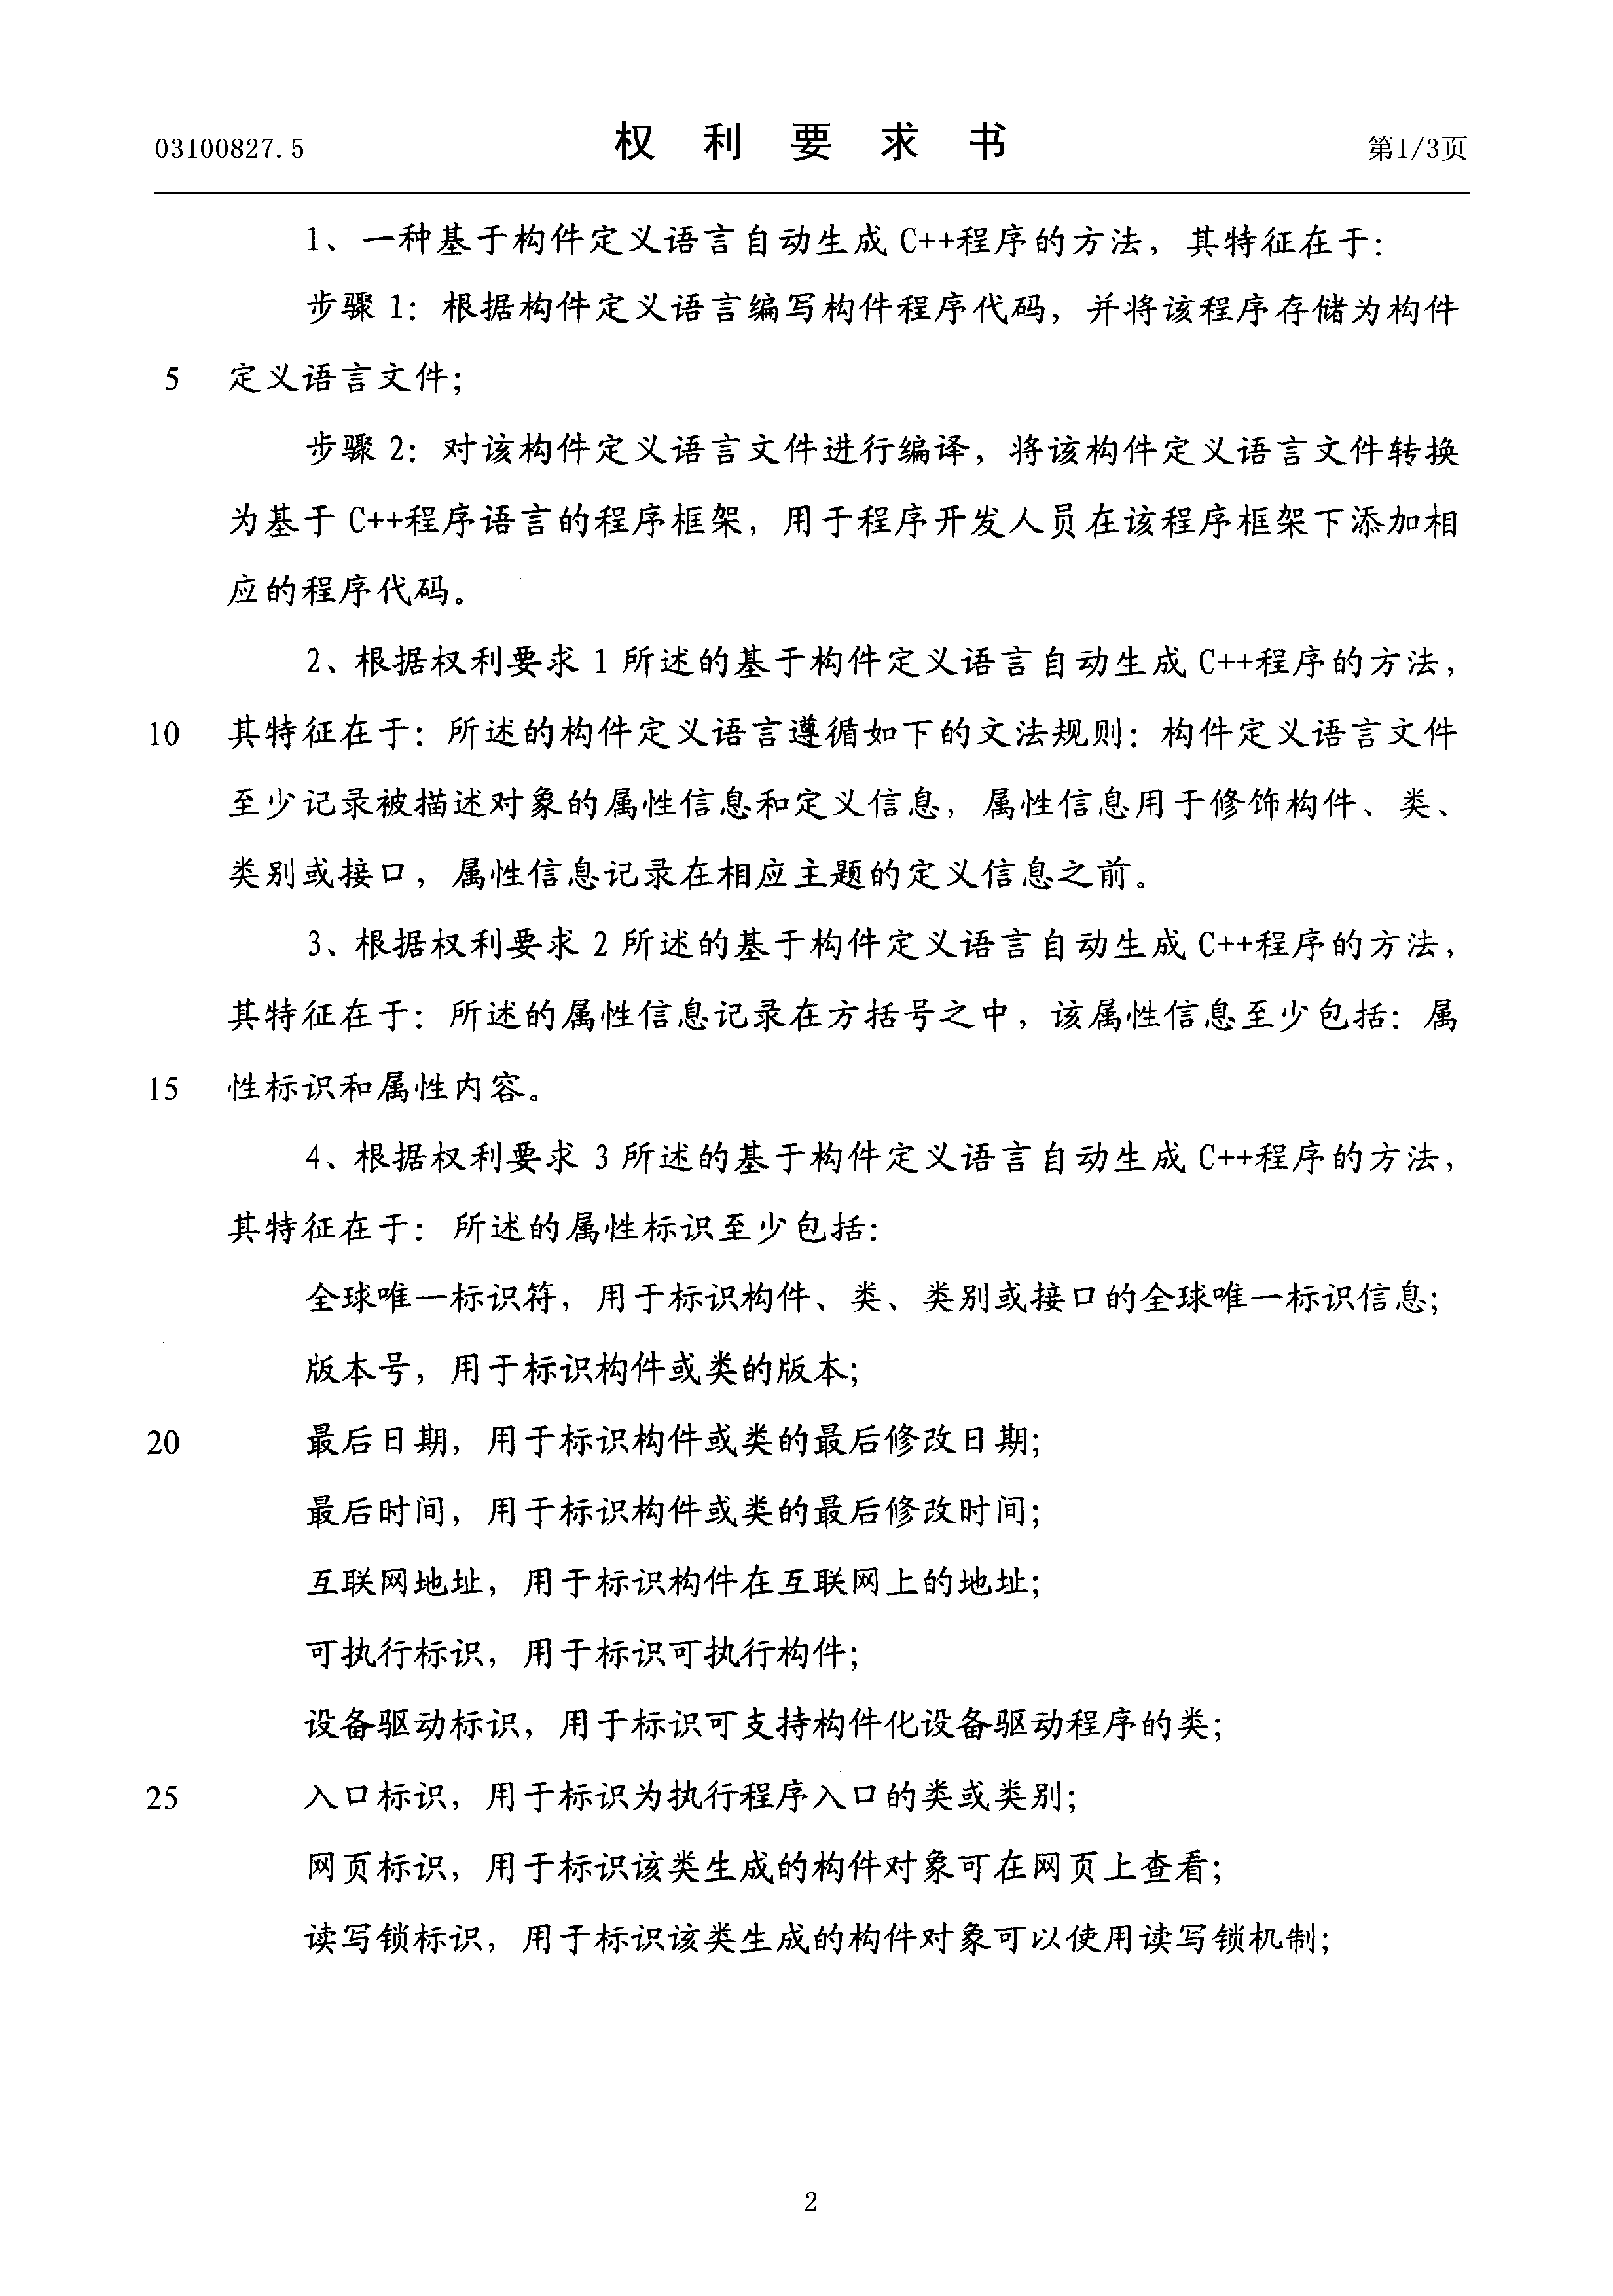 03100827.5 权利要求书 第1/3页
1、一种基于构件定义语言自动生成 C++程序的方法，其特征在于：
步骤 1：根据构件定义语言编写构件程序代码，并将该程序存储为构件
5 定义语言文件；
步骤 2：对该构件定义语言文件进行编译，将该构件定义语言文件转换
为基于 C++程序语言的程序框架，用于程序开发人员在该程序框架下添加相
应的程序代码。
2、根据权利要求 1 所述的基于构件定义语言自动生成 C++程序的方法，
10 其特征在于：所述的构件定义语言遵循如下的文法规则：构件定义语言文件
至少记录被描述对象的属性信息和定义信息，属性信息用于修饰构件、类、
类别或接口，属性信息记录在相应主题的定义信息之前。
3、根据权利要求 2 所述的基于构件定义语言自动生成 C++程序的方法，
其特征在于：所述的属性信息记录在方括号之中，该属性信息至少包括：属
15 性标识和属性内容。
4、根据权利要求 3 所述的基于构件定义语言自动生成 C++程序的方法，
其特征在于：所述的属性标识至少包括：
全球唯一标识符，用于标识构件、类、类别或接口的全球唯一标识信息；
版本号，用于标识构件或类的版本；
20 最后日期，用于标识构件或类的最后修改日期；
最后时间，用于标识构件或类的最后修改时间；
互联网地址，用于标识构件在互联网上的地址；
可执行标识，用于标识可执行构件；
设备驱动标识，用于标识可支持构件化设备驱动程序的类；
25 入口标识，用于标识为执行程序入口的类或类别；
网页标识，用于标识该类生成的构件对象可在网页上查看；
读写锁标识，用于标识该类生成的构件对象可以使用读写锁机制；
2